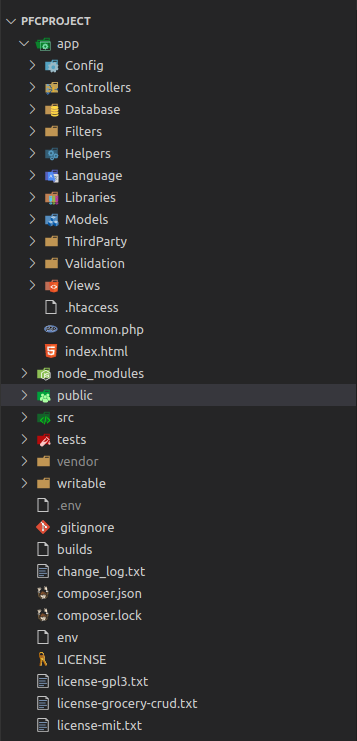 PFCPROJECT
app
Config
Controllers
Database
Filters
Helpers
Language
Libraries
Models
ThirdParty
Validation
Views
.htaccess
Common.php
index.html
node_modules
public
src
tests
vendor
writable
.env
.gitignore
builds
change_log.txt
composer.json
composer.lock
env
LICENSE
license-gpl3.txt
license-grocery-crud.txt
license-mit.txt